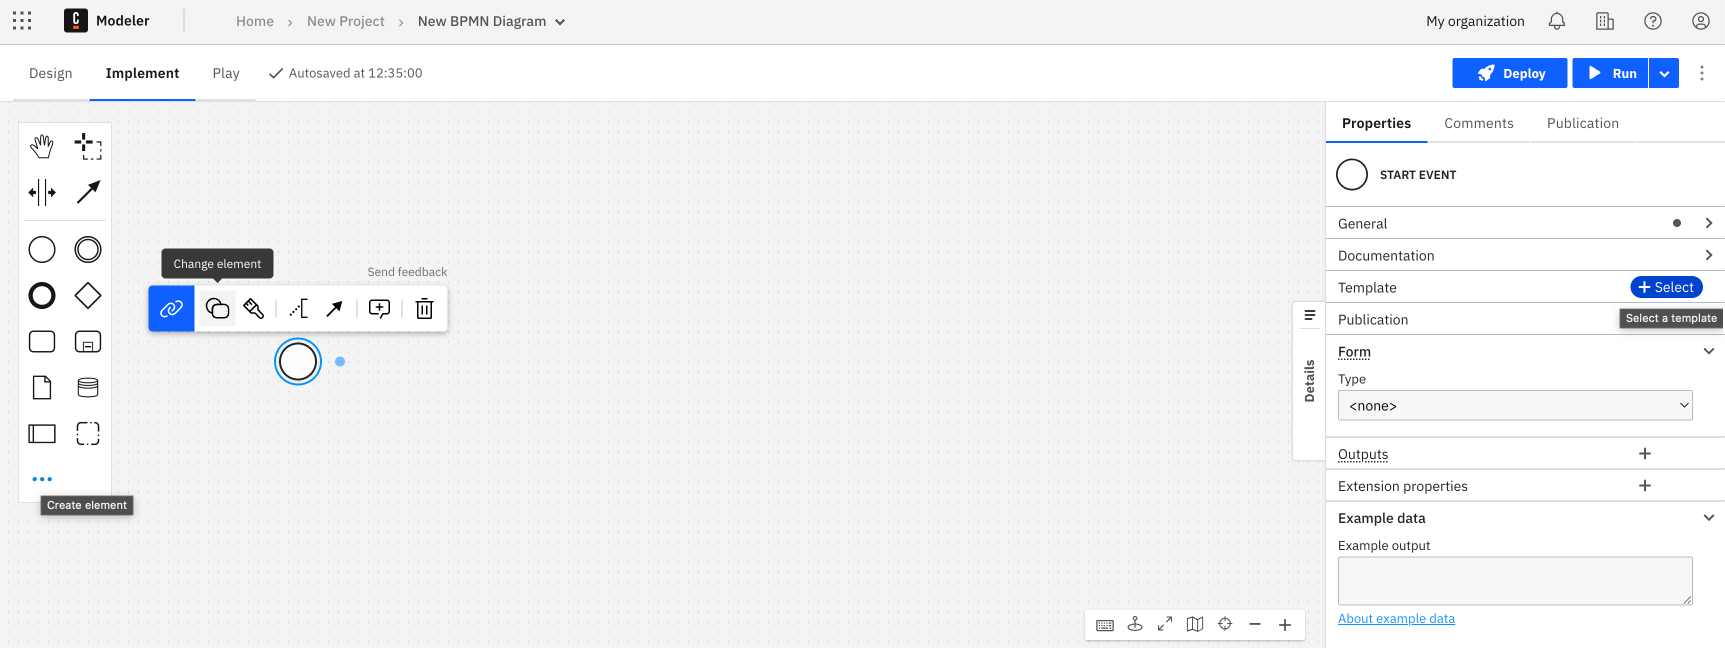 Modeler
Home
New Project
New BPMN Diagram
My organization
Design
Implement
Play
Autosaved at 12:35:00
Deploy
Run
Properties
Comments
Publication
START EVENT
General
Documentation
Template
Select
Select a template
Publication
Form
Type
<none>
Outputs
Extension properties
Example data
Example output
About example data
Details
Change element
Send feedback
Create element